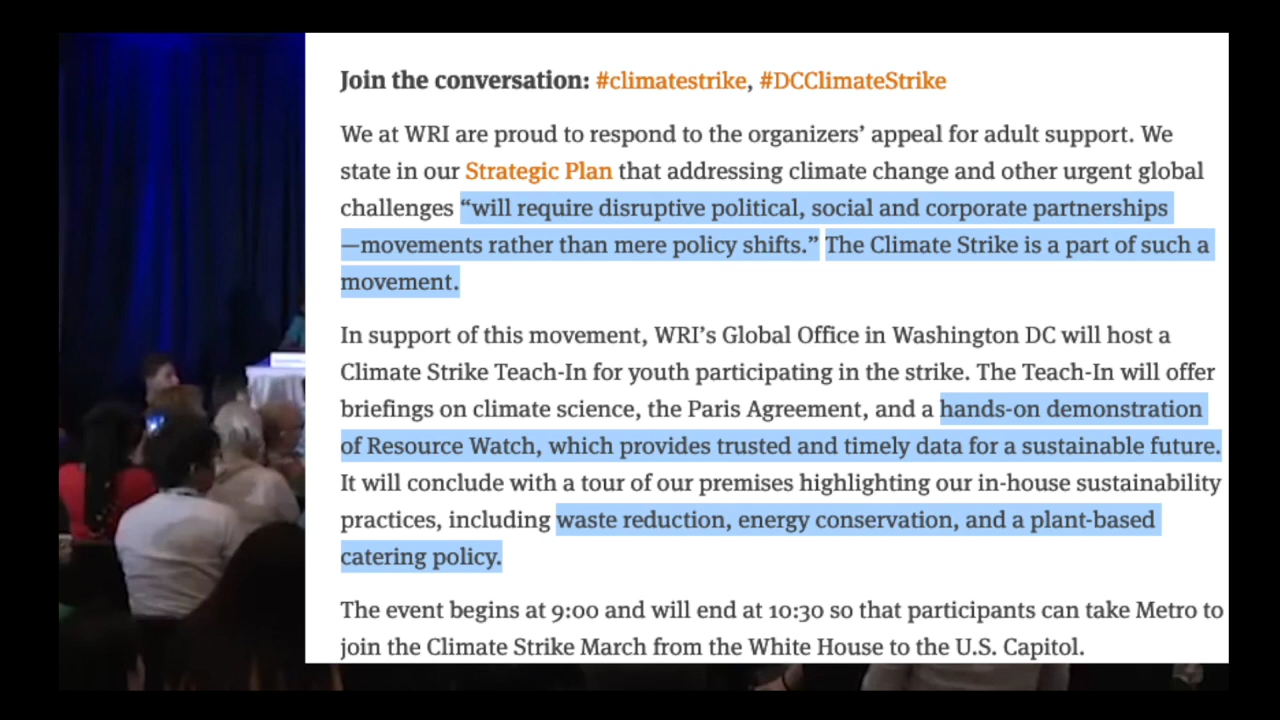 Join the conversation: #climatestrike, #DCClimateStrike
We at WRI are proud to respond to the organizers’ appeal for adult support. We
state in our Strategic Plan that addressing climate change and other urgent global
challenges “will require disruptive political, social and corporate partnerships
—movements rather than mere policy shifts.” The Climate Strike is a part of such a
movement.
In support of this movement, WRI’s Global Office in Washington DC will host a
Climate Strike Teach-In for youth participating in the strike. The Teach-In will offer
briefings on climate science, the Paris Agreement, and a hands-on demonstration
of Resource Watch, which provides trusted and timely data for a sustainable future.
It will conclude with a tour of our premises highlighting our in-house sustainability
practices, including waste reduction, energy conservation, and a plant-based
catering policy.
The event begins at 9:00 and will end at 10:30 so that participants can take Metro to
join the Climate Strike March from the White House to the U.S. Capitol.